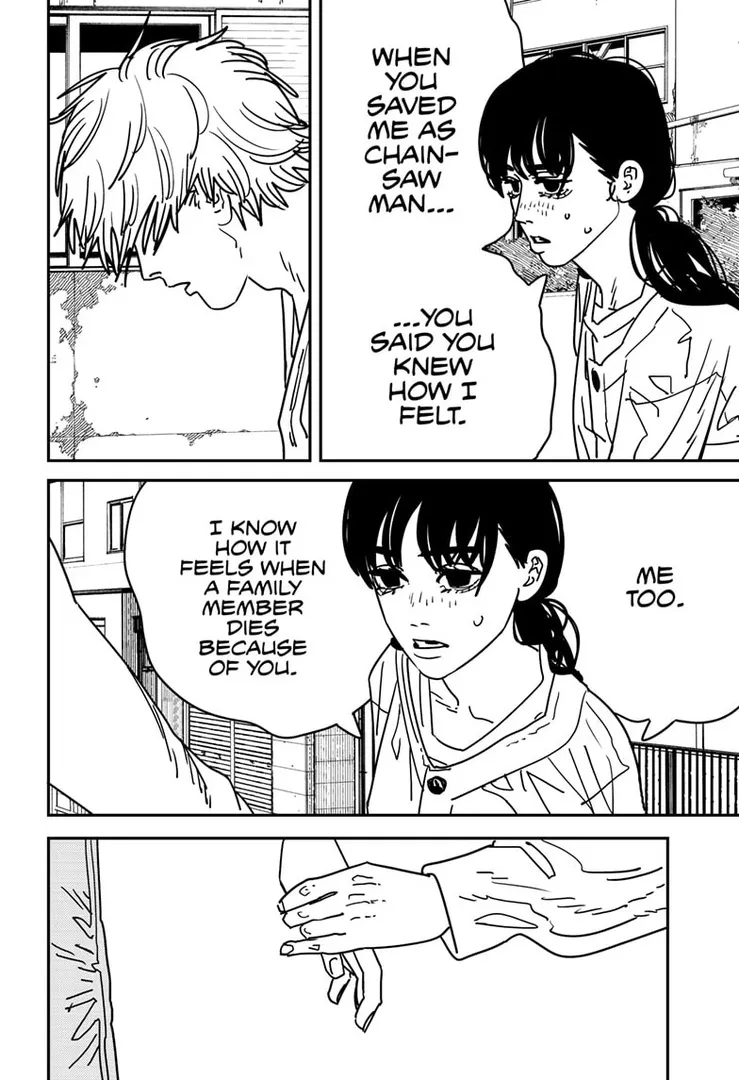 WHEN
YOU
SAVED
ME AS
CHAIN-
SAW
MAN...
...YOU
SAID YOU
KNEW
HOW I
FELT.
ME
TOO.
I KNOW
HOW IT
FEELS WHEN
A FAMILY
MEMBER
DIES
BECAUSE
OF YOU.